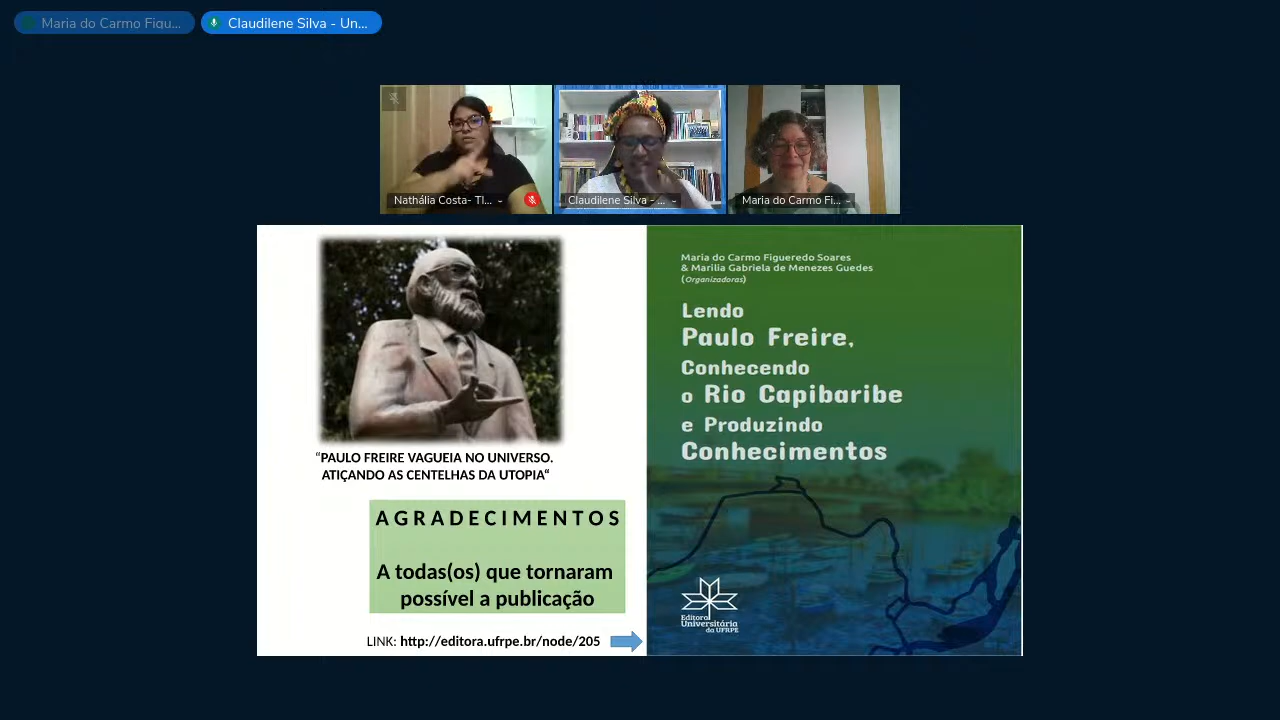 Maria do Carmo Figu...
Claudilene Silva - Un...
Nathália Costa- TI...
Claudilene Silva - ...
Maria do Carmo Fi...
“PAULO FREIRE VAGUEIA NO UNIVERSO.
ATIÇANDO AS CENTELHAS DA UTOPIA“
AGRADECIMENTOS
A todas(os) que tornaram
possível a publicação
LINK: http://editora.ufrpe.br/node/205
Maria do Carmo Figueredo Soares
& Marilia Gabriela de Menezes Guedes
(Organizadoras)
Lendo
Paulo Freire,
Conhecendo
o Rio Capibaribe
e Produzindo
Conhecimentos
Editora
Universitária
da UFRPE